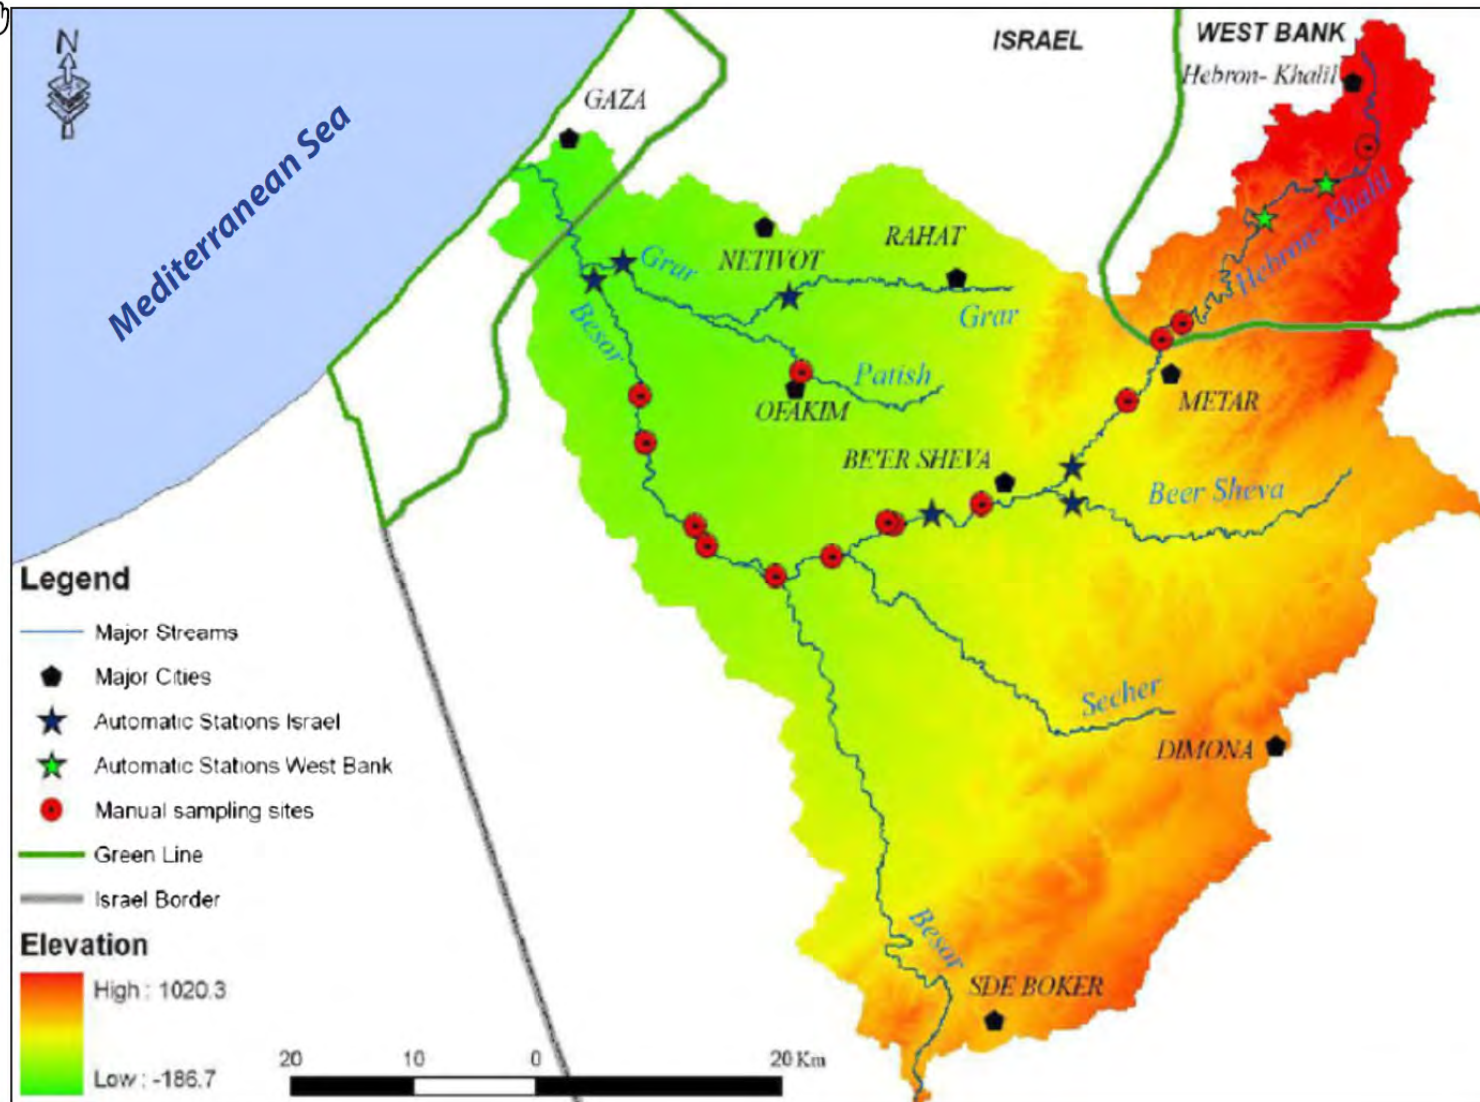 N
ISRAEL
WEST BANK
Hebron- Khalil
GAZA
Mediterranean Sea
Hebron- Khalil
RAHAT
NETIVOT
Grar
Grar
Besor
Patish
OFAKIM
METAR
BE'ER SHEVA
Beer Sheva
Secher
DIMONA
Besor
SDE BOKER
Legend
Major Streams
Major Cities
Automatic Stations Israel
Automatic Stations West Bank
Manual sampling sites
Green Line
Israel Border
Elevation
High : 1020.3
Low : -186.7
20 10 0 20 Km